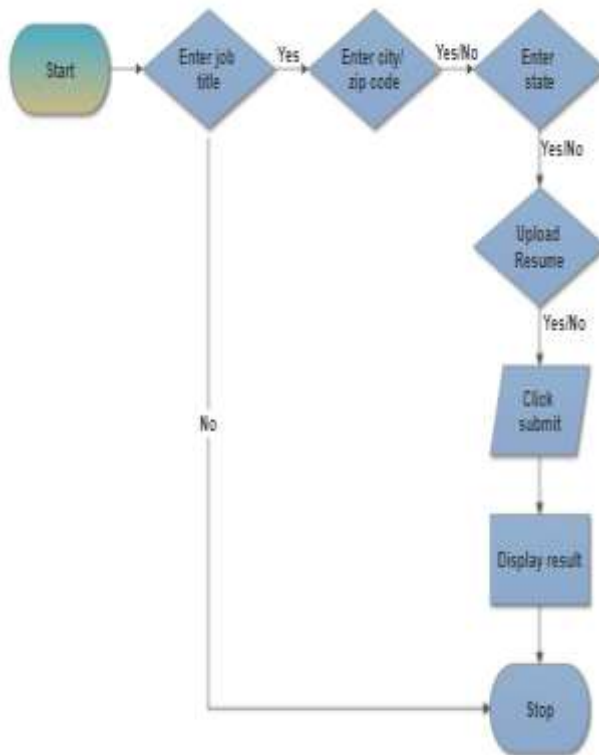 Start
Enter job
title
Yes
Enter city/
zip code
Yes/No
Enter
state
Yes/No
Upload
Resume
Yes/No
Click
submit
No
Display result
Stop